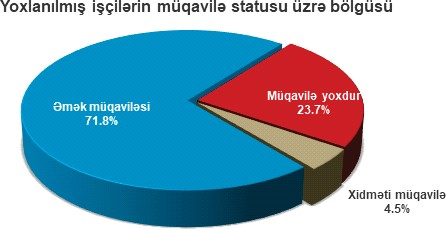 Yoxlanılmış işçilərin müqavilə statusu üzrə bölgüsü
Əmək müqaviləsi
71.8%
Müqavilə yoxdur
23.7%
Xidməti müqavilə
4.5%